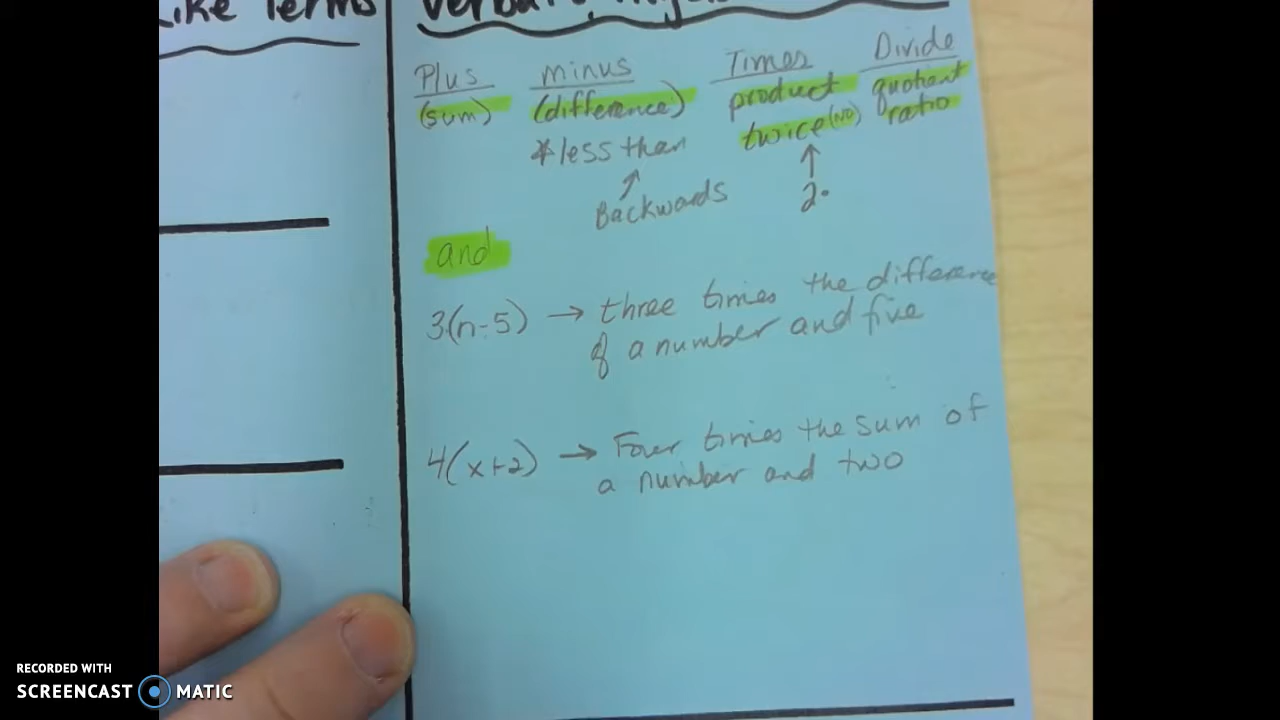 Like Terms
Plus
minus
Times
Divide
(sum)
(difference)
product
quotient
*less than
twice (NO)
ratio
Backwards
2·
and
3(n-5) → three times the difference
of a number and five
4(x+2) → Four times the sum of
a number and two
RECORDED WITH
SCREENCAST MATIC